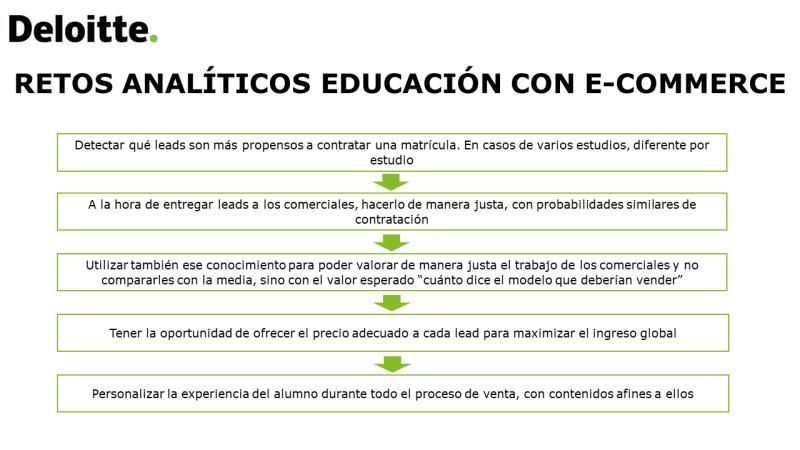 Deloitte.
RETOS ANALÍTICOS EDUCACIÓN CON E-COMMERCE
Detectar qué leads son más propensos a contratar una matrícula. En casos de varios estudios, diferente por
estudio
A la hora de entregar leads a los comerciales, hacerlo de manera justa, con probabilidades similares de
contratación
Utilizar también ese conocimiento para poder valorar de manera justa el trabajo de los comerciales y no
compararles con la media, sino con el valor esperado “cuánto dice el modelo que deberían vender”
Tener la oportunidad de ofrecer el precio adecuado a cada lead para maximizar el ingreso global
Personalizar la experiencia del alumno durante todo el proceso de venta, con contenidos afines a ellos